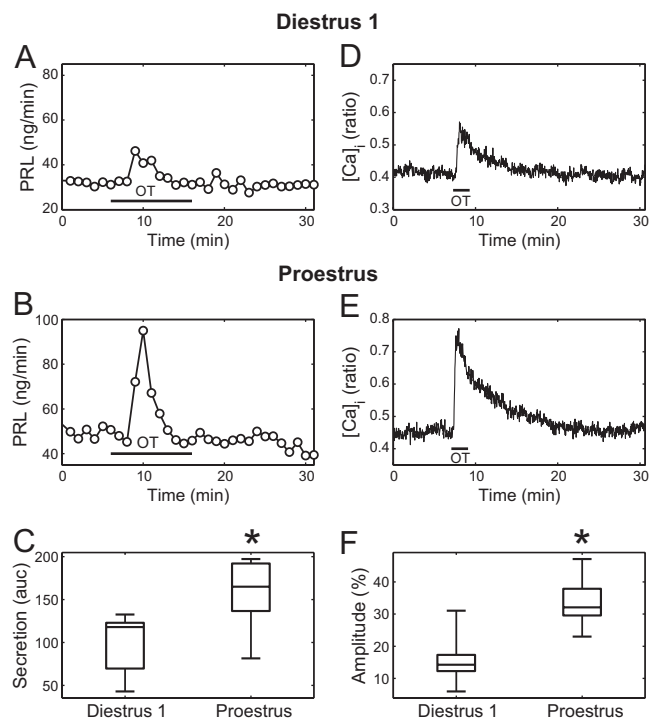 Diestrus 1
A
PRL (ng/min)
80
60
40
20
OT
0
10
20
30
Time (min)
D
[Ca]i (ratio)
0.7
0.6
0.5
0.4
0.3
OT
0
10
20
30
Time (min)
Proestrus
B
PRL (ng/min)
100
80
60
40
OT
0
10
20
30
Time (min)
E
[Ca]i (ratio)
0.8
0.7
0.6
0.5
0.4
OT
0
10
20
30
Time (min)
C
Secretion (auc)
200
150
100
50
*
Diestrus 1
Proestrus
F
Amplitude (%)
40
30
20
10
*
Diestrus 1
Proestrus